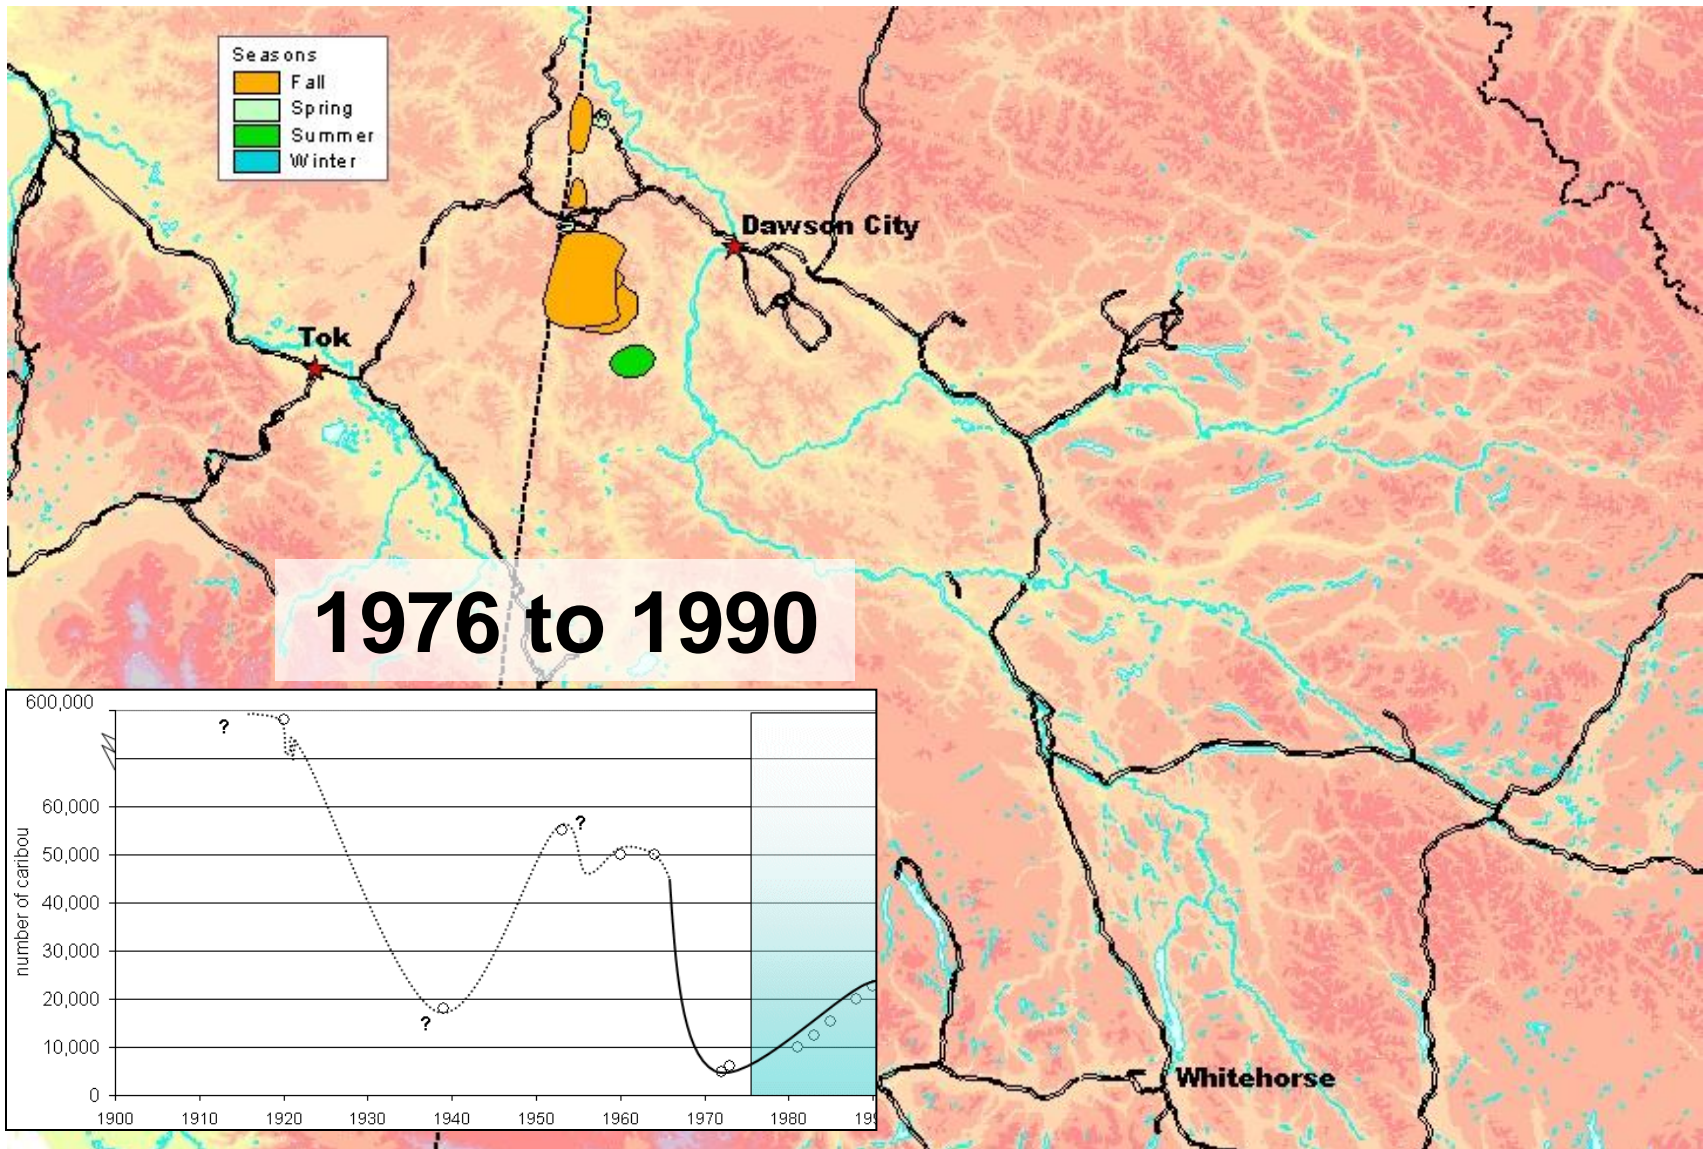 Seasons
Fall
Spring
Summer
Winter
Dawson City
Tok
1976 to 1990
600,000
?
?
60,000
50,000
40,000
30,000
20,000
?
10,000
0
number of caribou
1900 1910 1920 1930 1940 1950 1960 1970 1980 199
Whitehorse